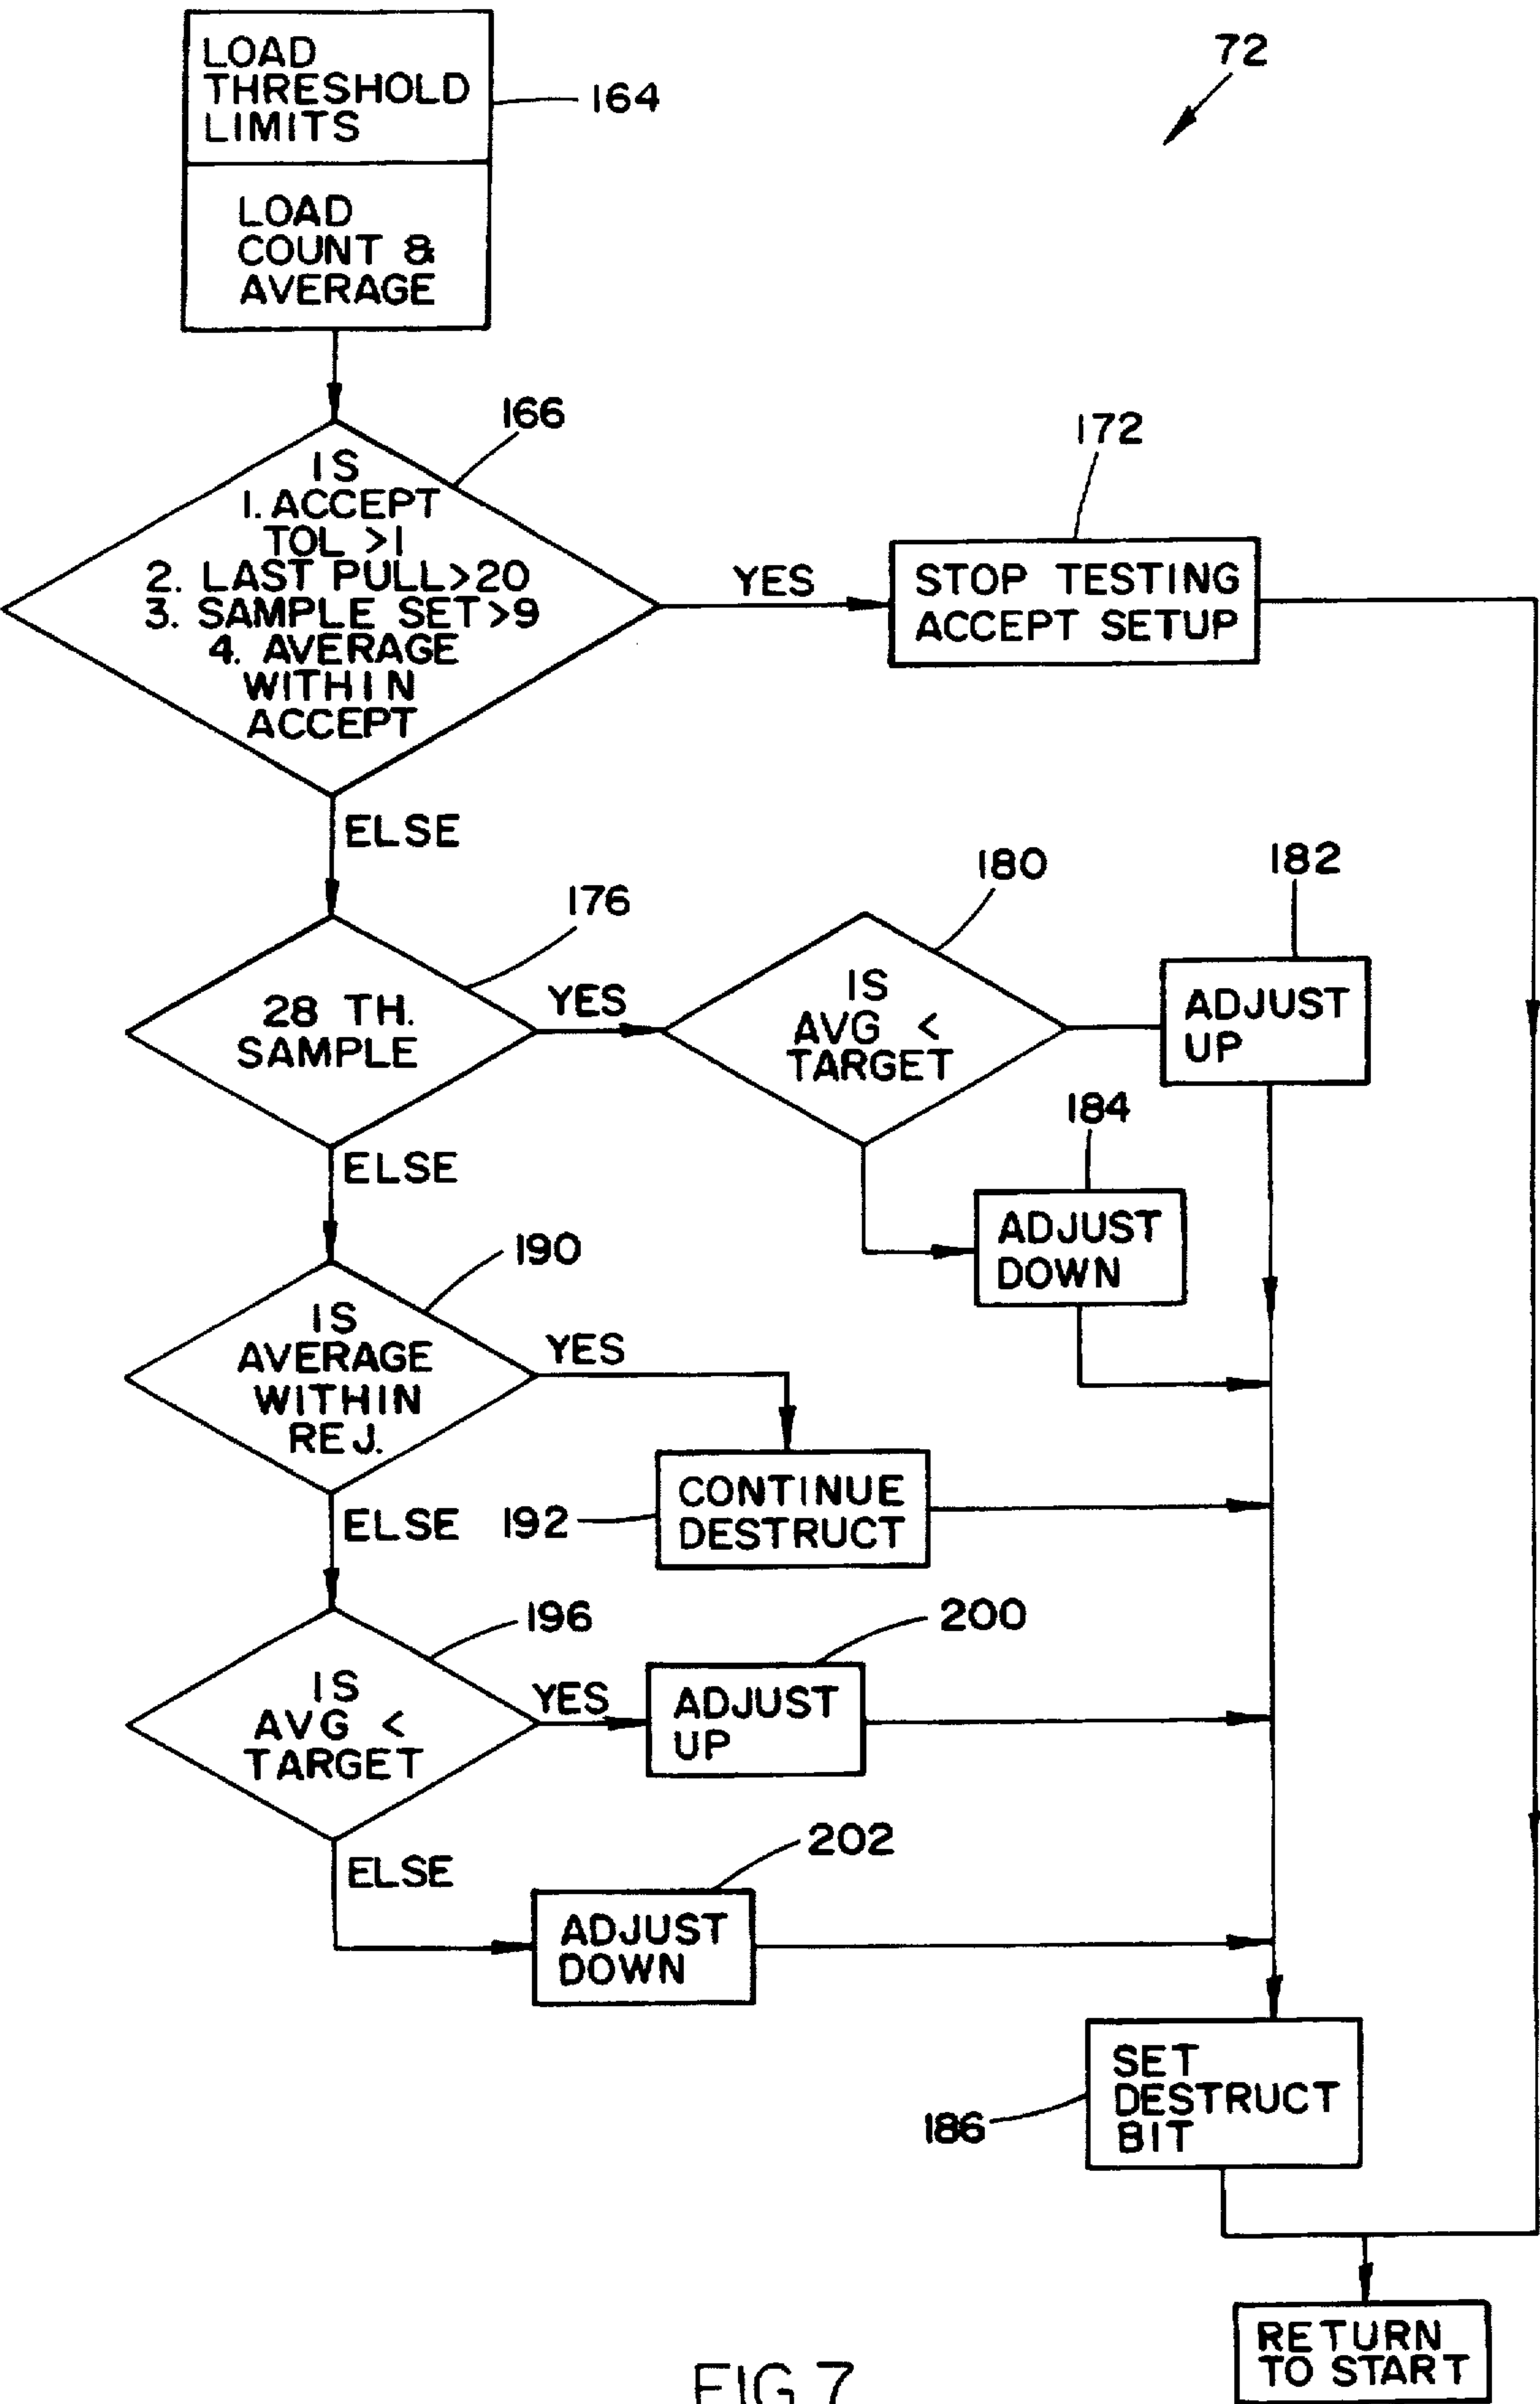 LOAD
THRESHOLD
LIMITS
164
72
LOAD
COUNT &
AVERAGE
166
IS
1. ACCEPT
TOL >1
2. LAST PULL>20
3. SAMPLE SET>9
4. AVERAGE
WITHIN
ACCEPT
YES
172
STOP TESTING
ACCEPT SETUP
ELSE
176
28 TH.
SAMPLE
YES
180
IS
AVG <
TARGET
182
ADJUST
UP
184
ADJUST
DOWN
ELSE
190
IS
AVERAGE
WITHIN
REJ.
YES
192
CONTINUE
DESTRUCT
ELSE
196
IS
AVG <
TARGET
YES
200
ADJUST
UP
ELSE
202
ADJUST
DOWN
186
SET
DESTRUCT
BIT
RETURN
TO START
FIG 7